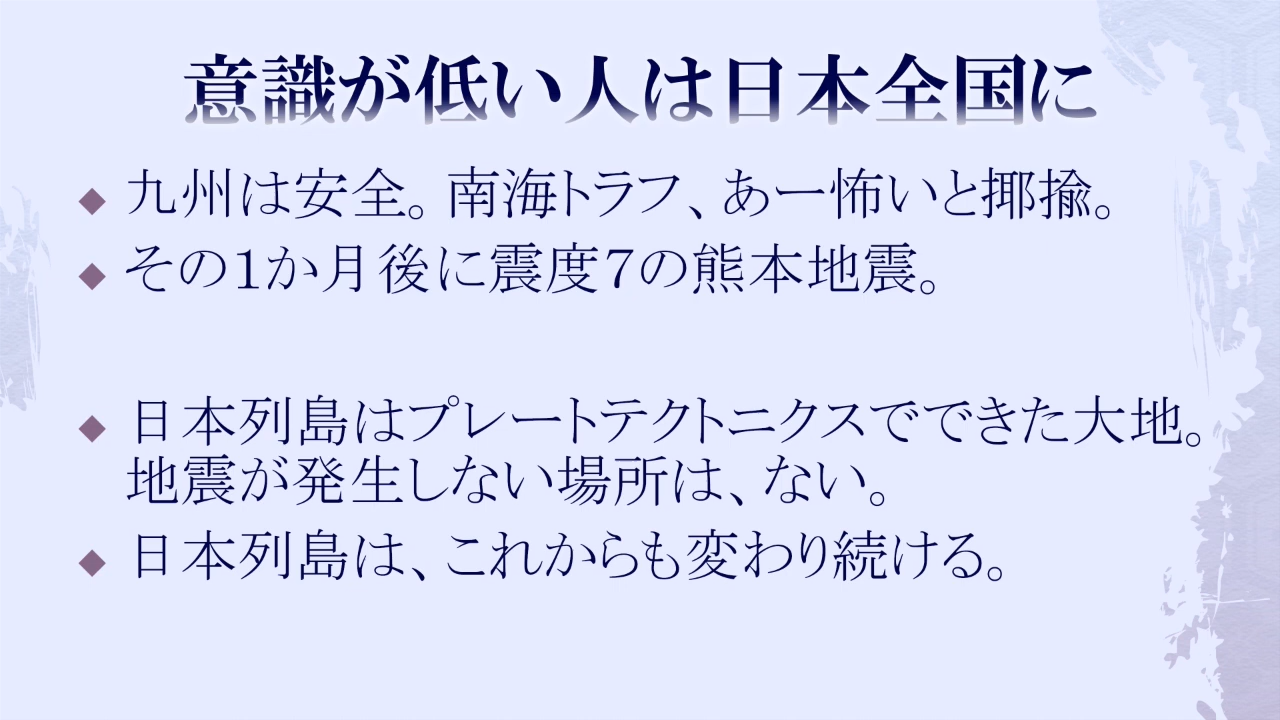 意識が低い人は日本全国に
九州は安全。南海トラフ、あー怖いと揶揄。
その１か月後に震度７の熊本地震。
日本列島はプレートテクトニクスでできた大地。
地震が発生しない場所は、ない。
日本列島は、これからも変わり続ける。